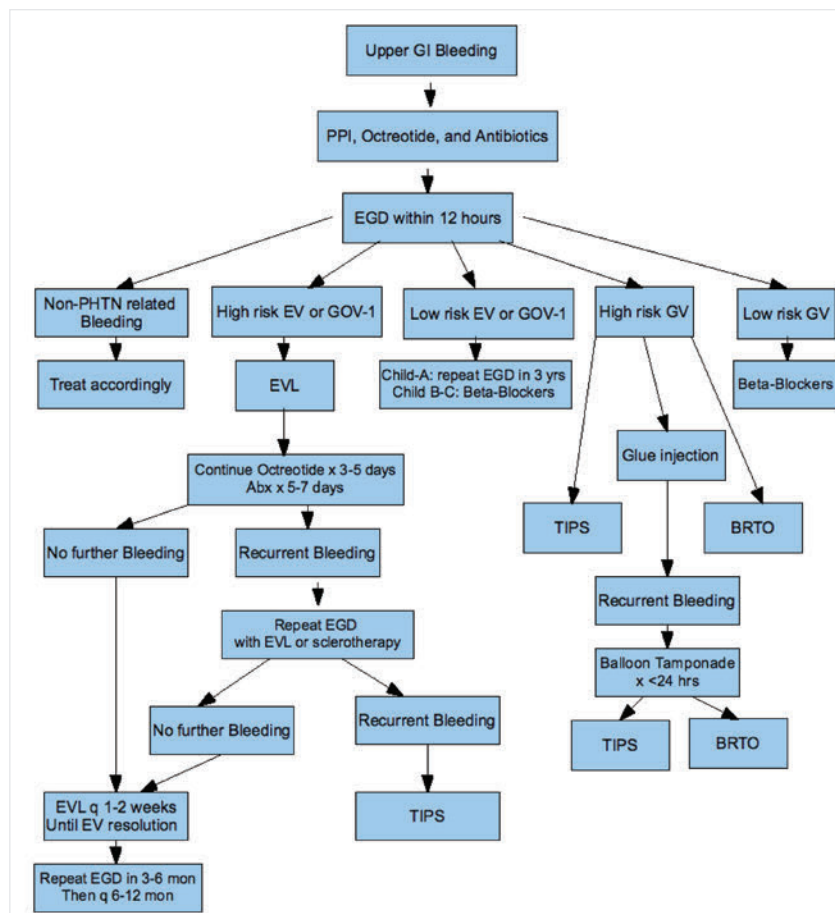 Upper GI Bleeding
PPI, Octreotide, and Antibiotics
EGD within 12 hours
Non-PHTN related
Bleeding
High risk EV or GOV-1
Low risk EV or GOV-1
High risk GV
Low risk GV
Treat accordingly
EVL
Child-A: repeat EGD in 3 yrs
Child B-C: Beta-Blockers
Beta-Blockers
Glue injection
Continue Octreotide x 3-5 days
Abx x 5-7 days
TIPS
BRTO
No further Bleeding
Recurrent Bleeding
Recurrent Bleeding
Repeat EGD
with EVL or sclerotherapy
Balloon Tamponade
x <24 hrs
No further Bleeding
Recurrent Bleeding
TIPS
BRTO
EVL q 1-2 weeks
Until EV resolution
TIPS
Repeat EGD in 3-6 mon
Then q 6-12 mon